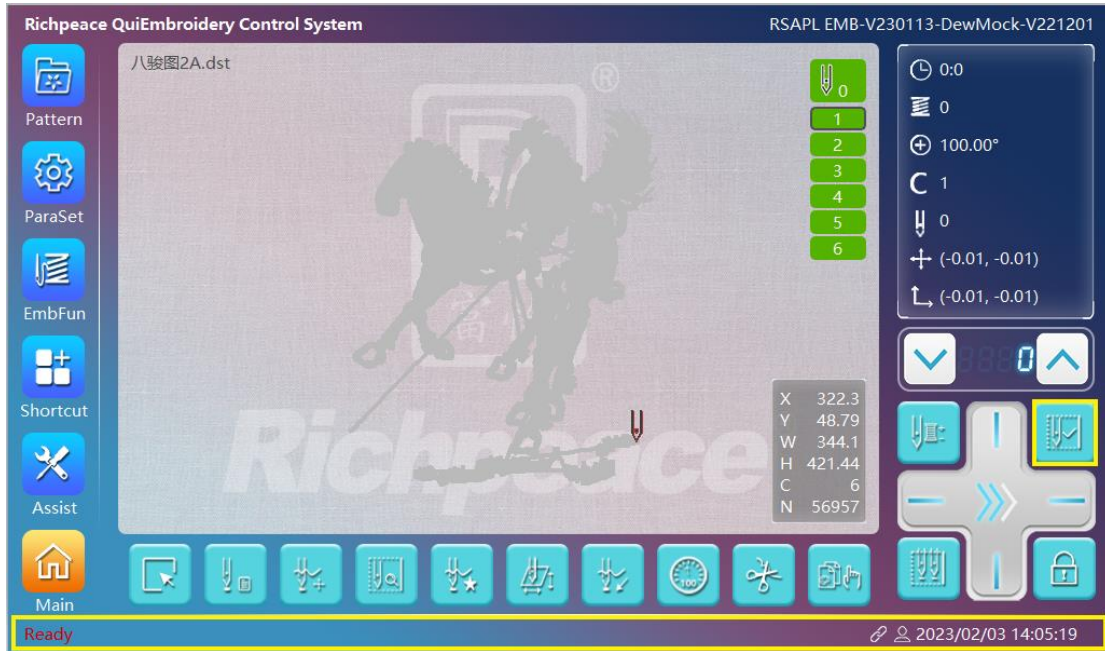 Richpeace QuiEmbroidery Control System
RSAPL EMB-V230113-DewMock-V221201
Pattern
ParaSet
EmbFun
Shortcut
Assist
Main
八骏图2A.dst
®
富
Richpeace
0
1
2
3
4
5
6
X 322.3
Y 48.79
W 344.1
H 421.44
C 6
N 56957
0:0
0
100.00°
C 1
0
(-0.01, -0.01)
(-0.01, -0.01)
0
100
Ready
2023/02/03 14:05:19